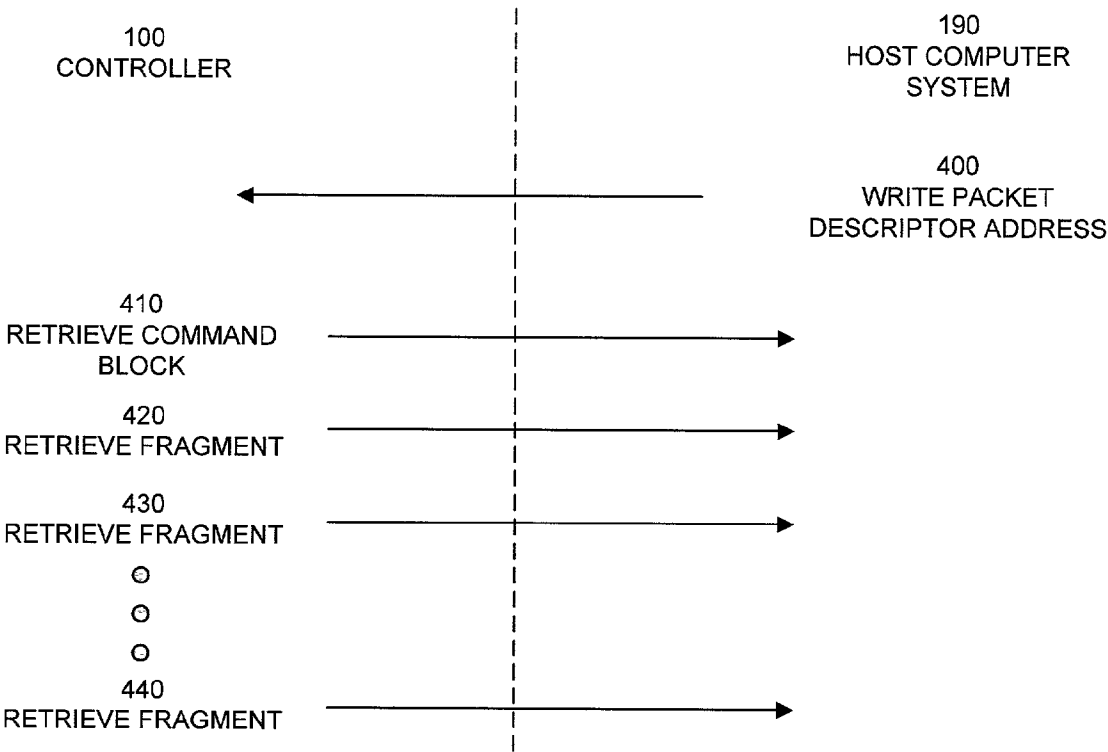 100
CONTROLLER
190
HOST COMPUTER
SYSTEM
400
WRITE PACKET
DESCRIPTOR ADDRESS
410
RETRIEVE COMMAND
BLOCK
420
RETRIEVE FRAGMENT
430
RETRIEVE FRAGMENT
440
RETRIEVE FRAGMENT